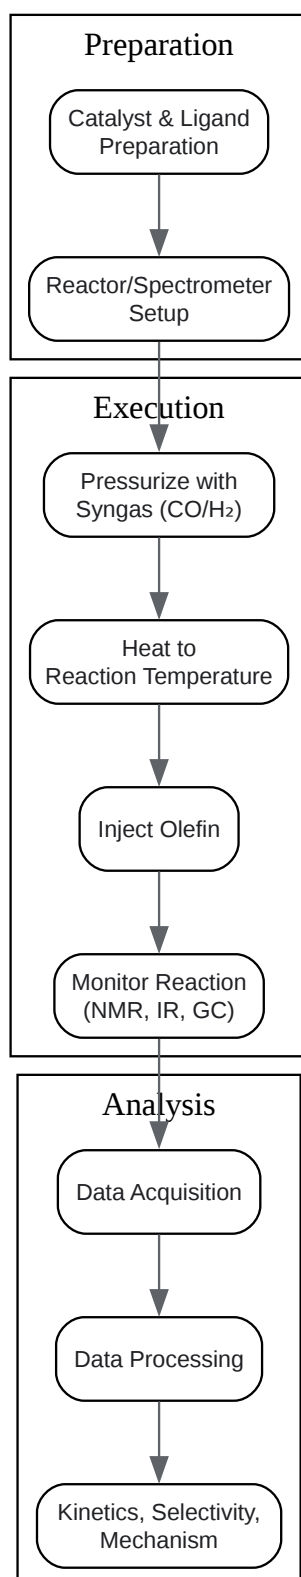 Preparation
Catalyst & Ligand
Preparation
Reactor/Spectrometer
Setup
Execution
Pressurize with
Syngas (CO/H₂)
Heat to
Reaction Temperature
Inject Olefin
Monitor Reaction
(NMR, IR, GC)
Analysis
Data Acquisition
Data Processing
Kinetics, Selectivity,
Mechanism